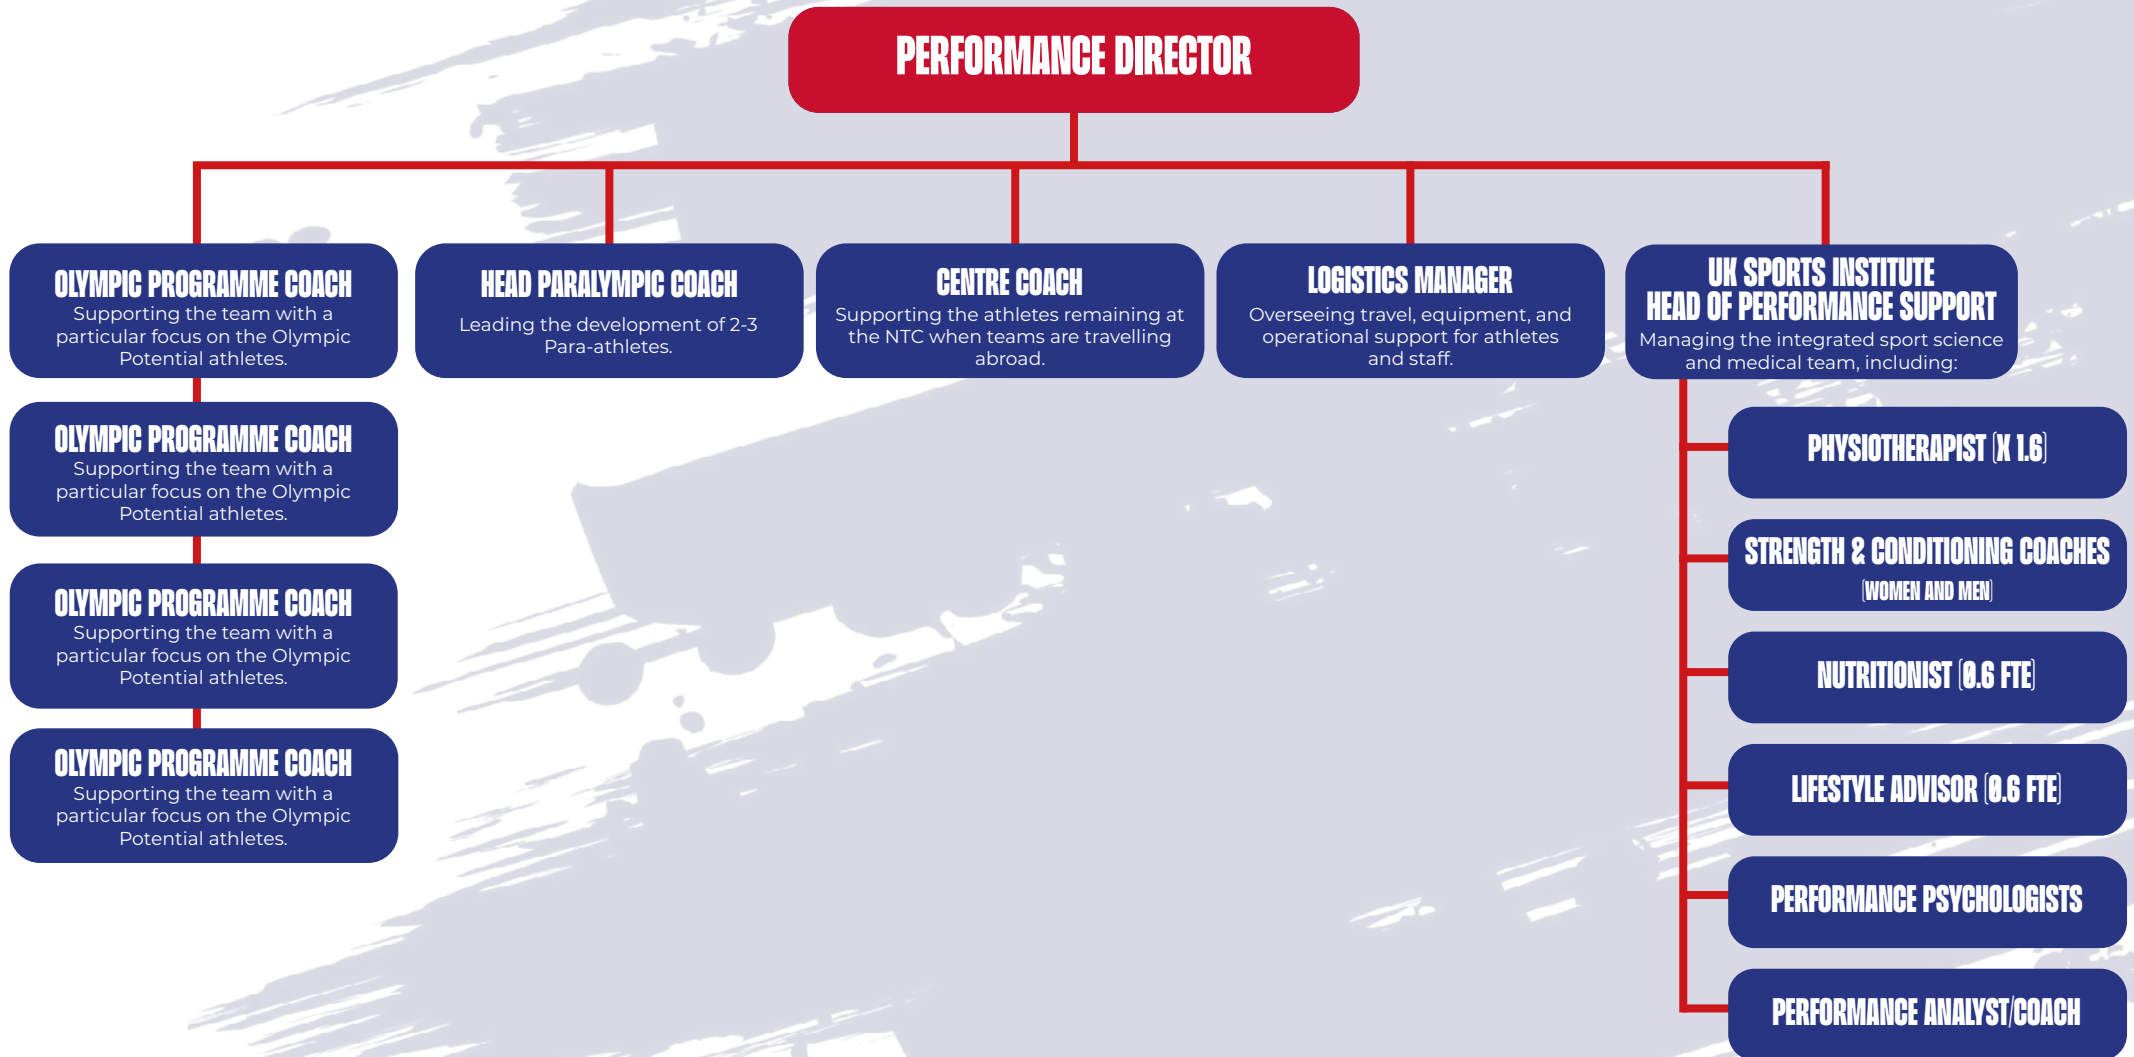 PERFORMANCE DIRECTOR
OLYMPIC PROGRAMME COACH
Supporting the team with a
particular focus on the Olympic
Potential athletes.
HEAD PARALYMPIC COACH
Leading the development of 2-3
Para-athletes.
CENTRE COACH
Supporting the athletes remaining at
the NTC when teams are travelling
abroad.
LOGISTICS MANAGER
Overseeing travel, equipment, and
operational support for athletes
and staff.
UK SPORTS INSTITUTE
HEAD OF PERFORMANCE SUPPORT
Managing the integrated sport science
and medical team, including:
OLYMPIC PROGRAMME COACH
Supporting the team with a
particular focus on the Olympic
Potential athletes.
OLYMPIC PROGRAMME COACH
Supporting the team with a
particular focus on the Olympic
Potential athletes.
OLYMPIC PROGRAMME COACH
Supporting the team with a
particular focus on the Olympic
Potential athletes.
PHYSIOTHERAPIST (X 1.6)
STRENGTH & CONDITIONING COACHES
(WOMEN AND MEN)
NUTRITIONIST (0.6 FTE)
LIFESTYLE ADVISOR (0.6 FTE)
PERFORMANCE PSYCHOLOGISTS
PERFORMANCE ANALYST/COACH